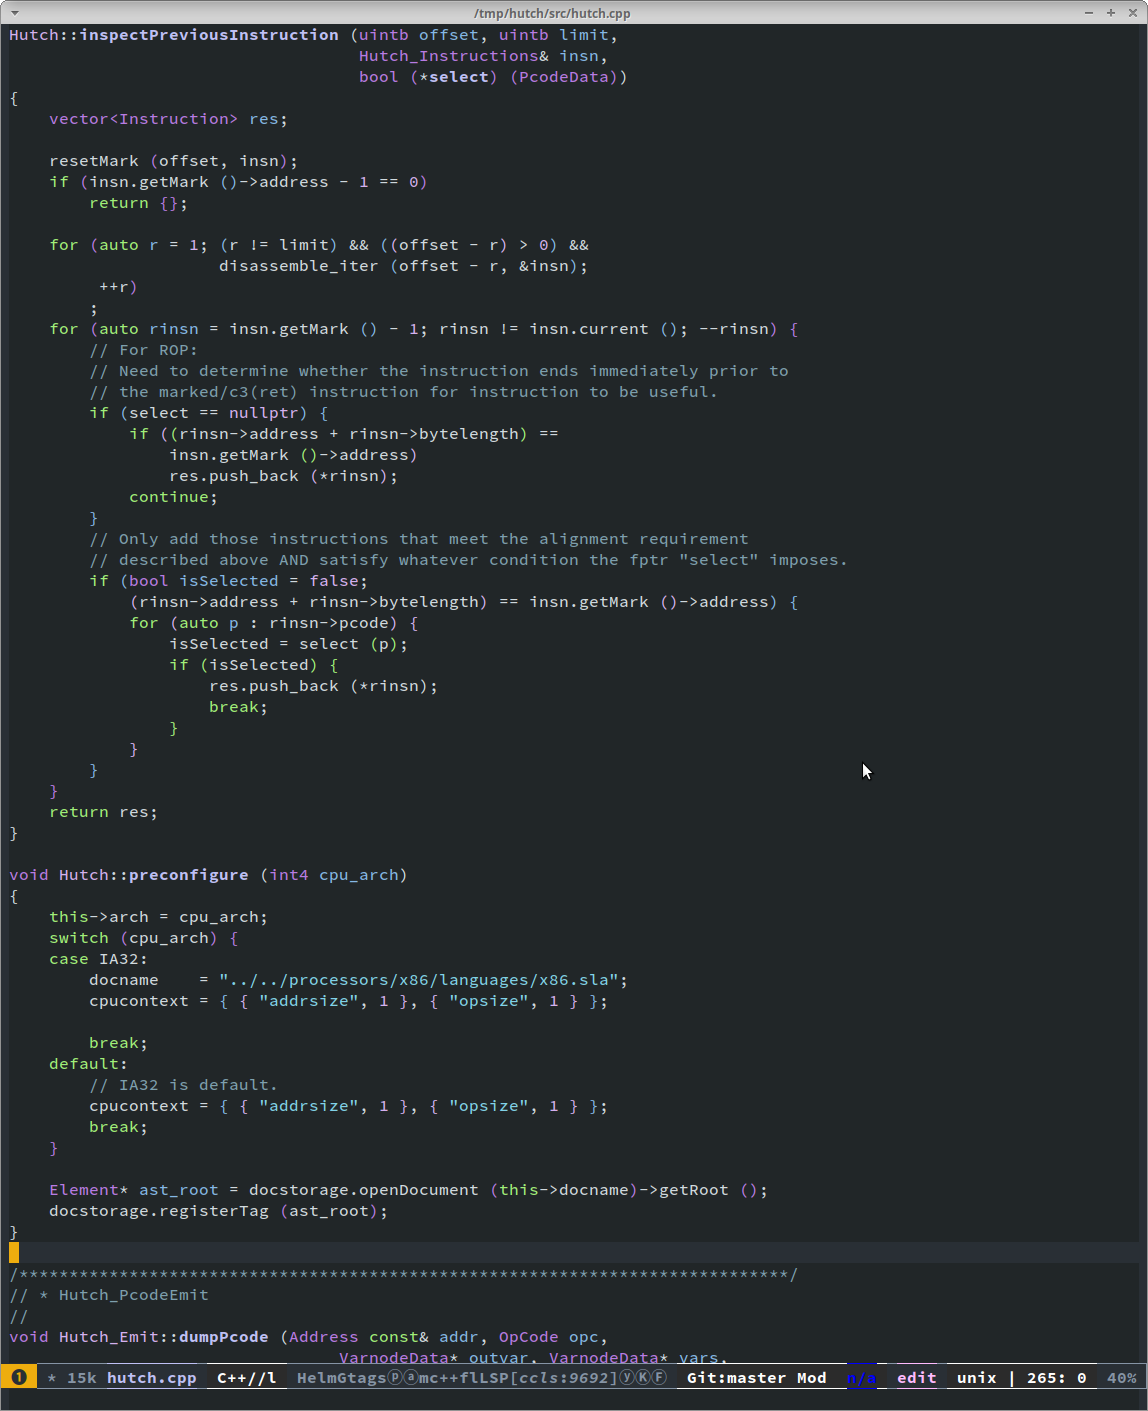 /tmp/hutch/src/hutch.cpp
Hutch::inspectPreviousInstruction (uintb offset, uintb limit,
                                   Hutch_Instructions& insn,
                                   bool (*select) (PcodeData))
{
    vector<Instruction> res;

    resetMark (offset, insn);
    if (insn.getMark ()->address - 1 == 0)
        return {};

    for (auto r = 1; (r != limit) && ((offset - r) > 0) &&
                     disassemble_iter (offset - r, &insn);
         ++r)
        ;
    for (auto rinsn = insn.getMark () - 1; rinsn != insn.current (); --rinsn) {
        // For ROP:
        // Need to determine whether the instruction ends immediately prior to
        // the marked/c3(ret) instruction for instruction to be useful.
        if (select == nullptr) {
            if ((rinsn->address + rinsn->bytelength) ==
                insn.getMark ()->address)
                res.push_back (*rinsn);
            continue;
        }
        // Only add those instructions that meet the alignment requirement
        // described above AND satisfy whatever condition the fptr "select" imposes.
        if (bool isSelected = false;
            (rinsn->address + rinsn->bytelength) == insn.getMark ()->address) {
            for (auto p : rinsn->pcode) {
                isSelected = select (p);
                if (isSelected) {
                    res.push_back (*rinsn);
                    break;
                }
            }
        }
    }
    return res;
}

void Hutch::preconfigure (int4 cpu_arch)
{
    this->arch = cpu_arch;
    switch (cpu_arch) {
    case IA32:
        docname    = "../../processors/x86/languages/x86.sla";
        cpucontext = { { "addrsize", 1 }, { "opsize", 1 } };

        break;
    default:
        // IA32 is default.
        cpucontext = { { "addrsize", 1 }, { "opsize", 1 } };
        break;
    }

    Element* ast_root = docstorage.openDocument (this->docname)->getRoot ();
    docstorage.registerTag (ast_root);
}

/*****************************************************************************/
// * Hutch_PcodeEmit
//
void Hutch_Emit::dumpPcode (Address const& addr, OpCode opc,
                                 VarnodeData* outvar, VarnodeData* vars,
❶ * 15k hutch.cpp C++//l HelmGtagsⓟⓐmc++flLSP[ccls:9692]ⓨⓀⒻ Git:master Mod n/a edit unix | 265: 0 40%